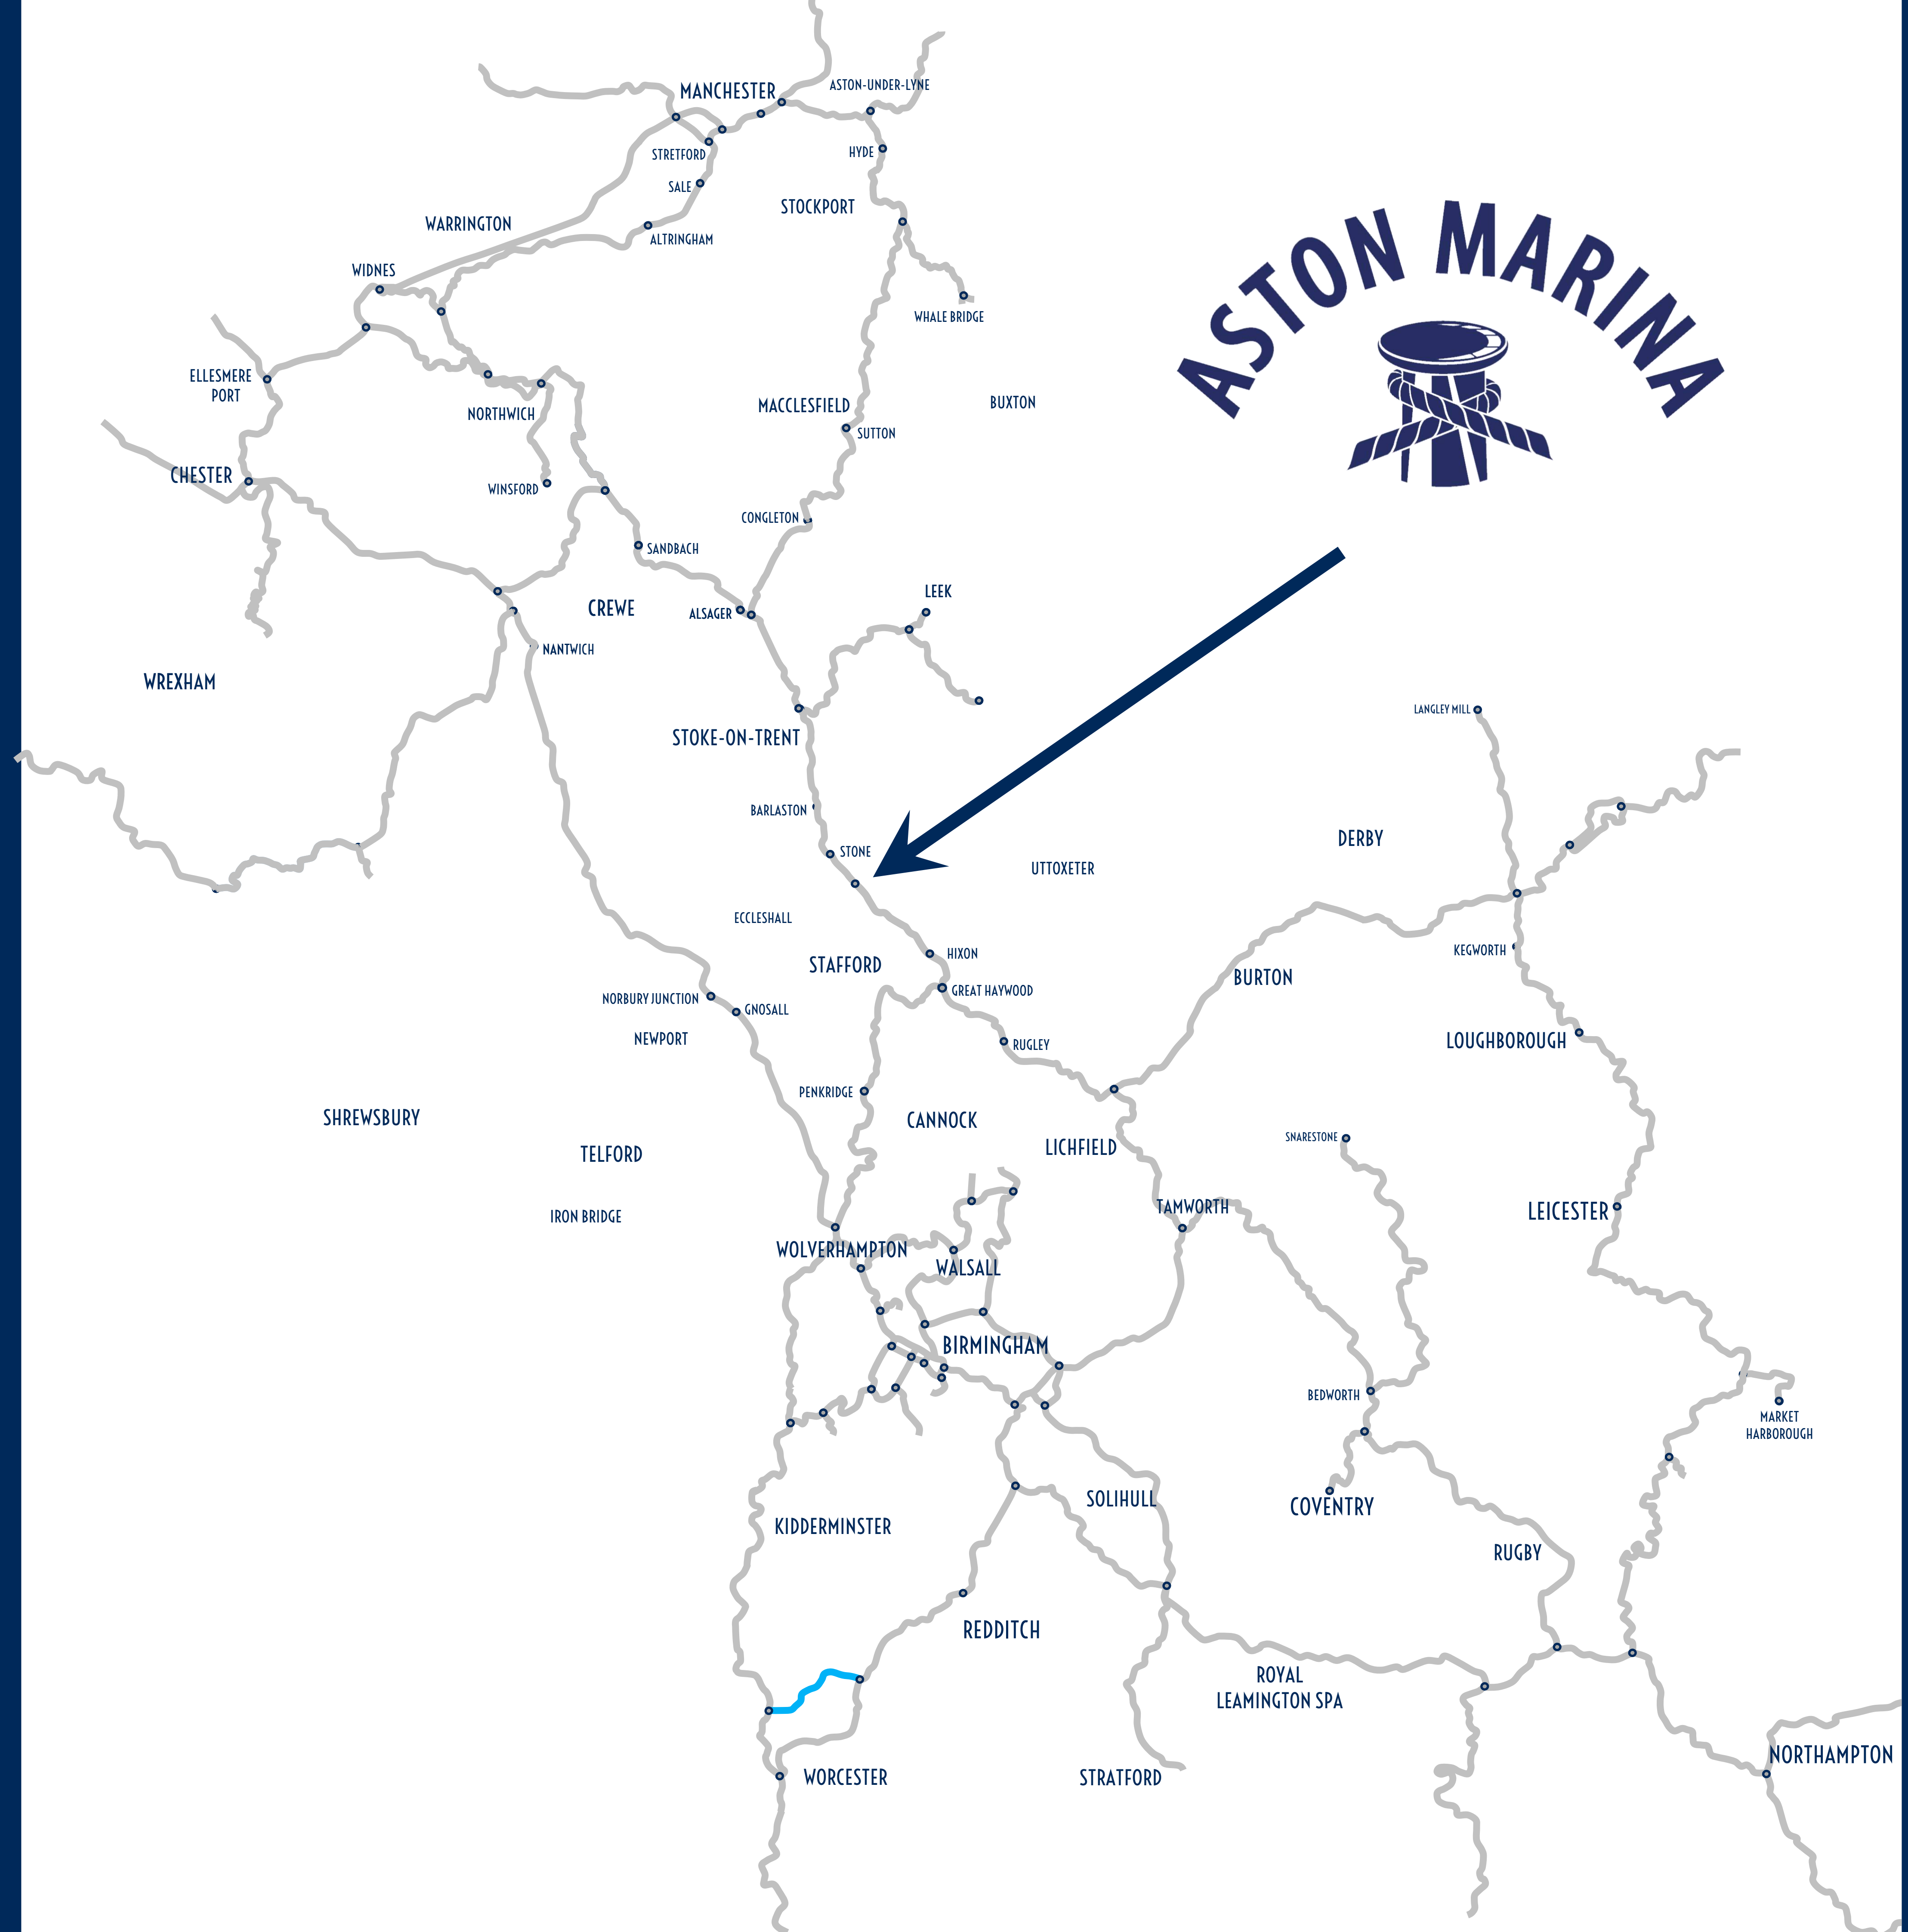 MANCHESTER
ASTON-UNDER-LYNE
STRETFORD
HYDE
SALE
STOCKPORT
WARRINGTON
ALTRINGHAM
WIDNES
WHALE BRIDGE
ASTON MARINA
ELLESMERE
PORT
NORTHWICH
MACCLESFIELD
BUXTON
SUTTON
CHESTER
WINSFORD
CONGLETON
SANDBACH
LEEK
CREWE
ALSAGER
NANTWICH
WREXHAM
LANGLEY MILL
STOKE-ON-TRENT
BARLASTON
DERBY
STONE
UTTOXETER
ECCLESHALL
HIXON
KEGWORTH
STAFFORD
BURTON
GREAT HAYWOOD
NORBURY JUNCTION
GNOSALL
NEWPORT
RUGLEY
LOUGHBOROUGH
PENKRIDGE
SHREWSBURY
CANNOCK
SNARESTONE
LICHFIELD
TELFORD
TAMWORTH
LEICESTER
IRON BRIDGE
WOLVERHAMPTON
WALSALL
BIRMINGHAM
BEDWORTH
MARKET
HARBOROUGH
SOLIHULL
COVENTRY
KIDDERMINSTER
RUGBY
REDDITCH
ROYAL
LEAMINGTON SPA
NORTHAMPTON
WORCESTER
STRATFORD